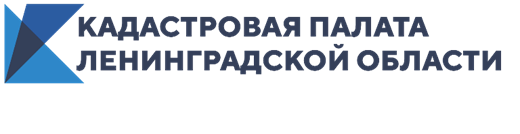 КАДАСТРОВАЯ ПАЛАТА
ЛЕНИНГРАДСКОЙ ОБЛАСТИ